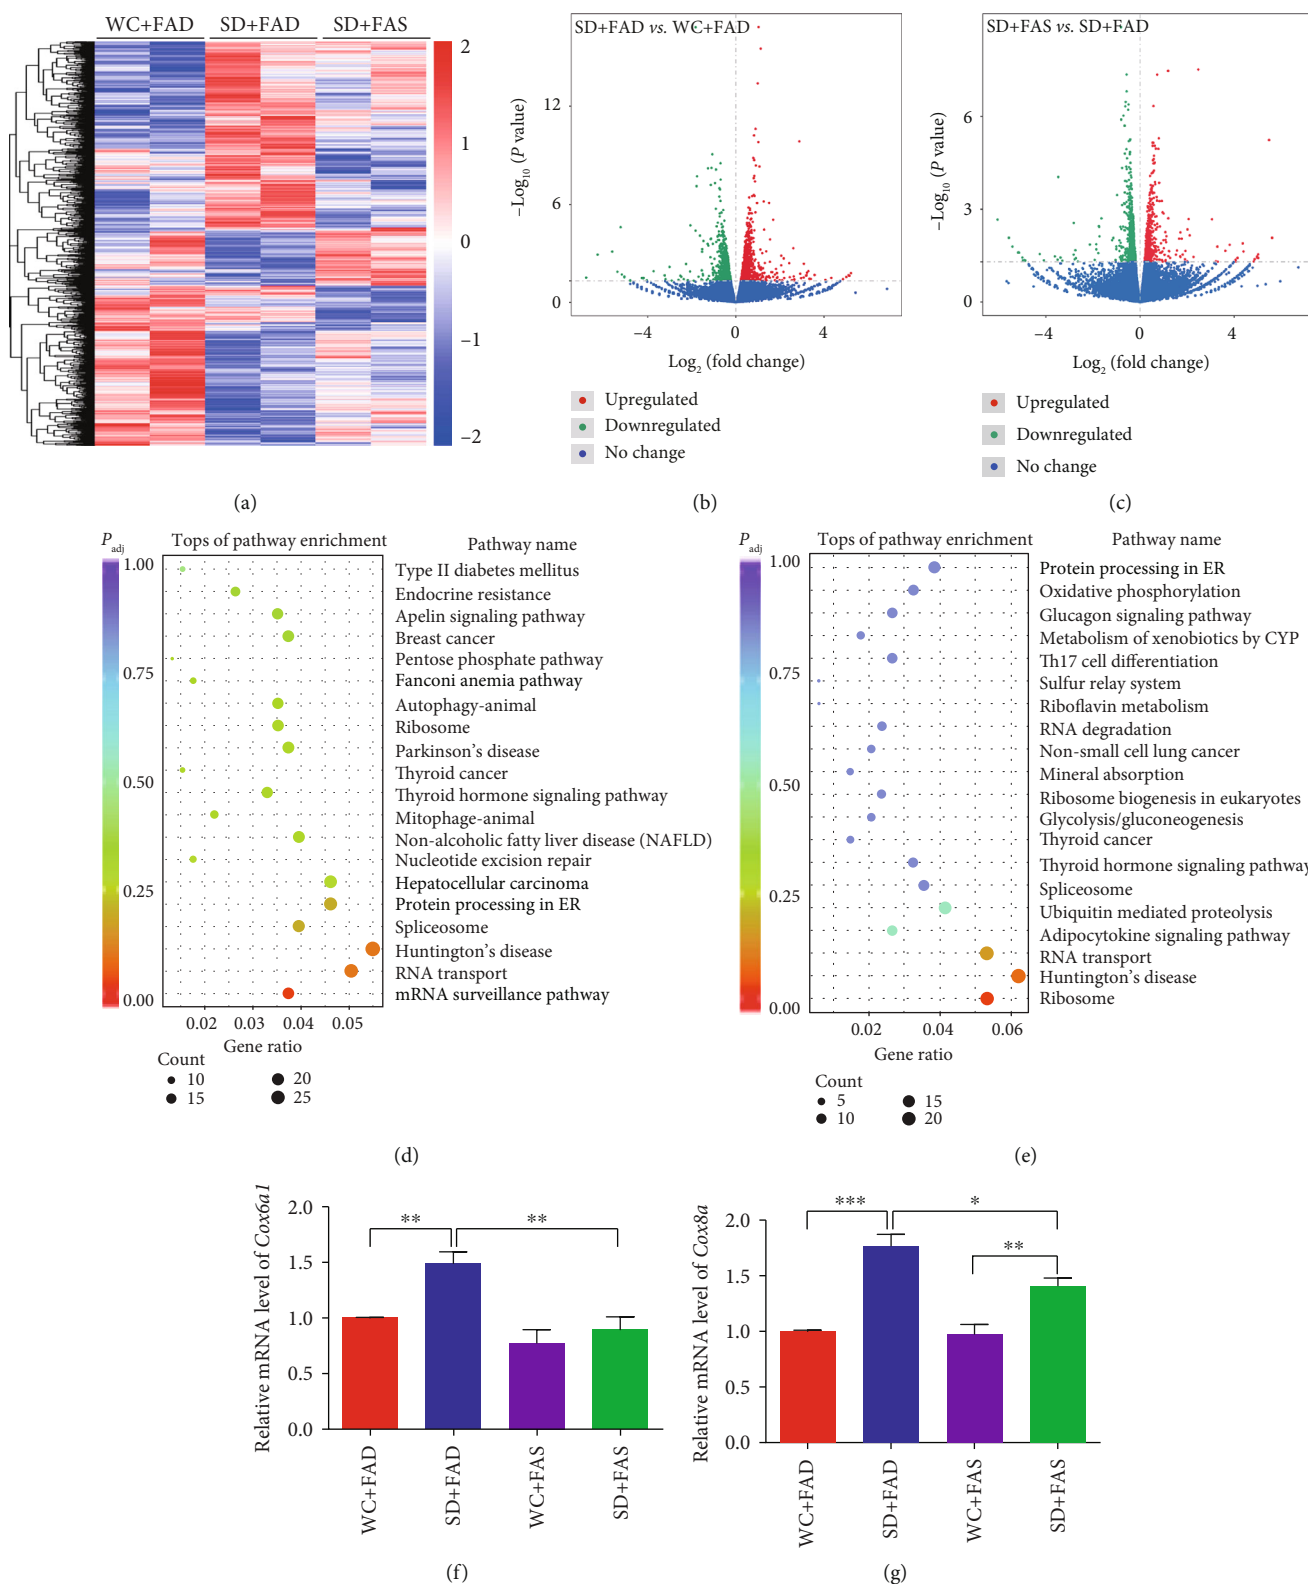 WC+FAD SD+FAD SD+FAS
2
1
0
−1
−2
(a)
SD+FAD vs. WC+FAD
−Log10 (P value)
12
6
0
−4 0 4
Log2 (fold change)
Upregulated
Downregulated
No change
(b)
SD+FAS vs. SD+FAD
−Log10 (P value)
6
3
0
−4 0 4
Log2 (fold change)
Upregulated
Downregulated
No change
(c)
Padj
Tops of pathway enrichment
Pathway name
1.00
0.75
0.50
0.25
0.00
Type II diabetes mellitus
Endocrine resistance
Apelin signaling pathway
Breast cancer
Pentose phosphate pathway
Fanconi anemia pathway
Autophagy-animal
Ribosome
Parkinson's disease
Thyroid cancer
Thyroid hormone signaling pathway
Mitophagy-animal
Non-alcoholic fatty liver disease (NAFLD)
Nucleotide excision repair
Hepatocellular carcinoma
Protein processing in ER
Spliceosome
Huntington's disease
RNA transport
mRNA surveillance pathway
0.02 0.03 0.04 0.05
Gene ratio
Count
10 20
15 25
(d)
Padj
Tops of pathway enrichment
Pathway name
1.00
0.75
0.50
0.25
0.00
Protein processing in ER
Oxidative phosphorylation
Glucagon signaling pathway
Metabolism of xenobiotics by CYP
Th17 cell differentiation
Sulfur relay system
Riboflavin metabolism
RNA degradation
Non-small cell lung cancer
Mineral absorption
Ribosome biogenesis in eukaryotes
Glycolysis/gluconeogenesis
Thyroid cancer
Thyroid hormone signaling pathway
Spliceosome
Ubiquitin mediated proteolysis
Adipocytokine signaling pathway
RNA transport
Huntington's disease
Ribosome
0.02 0.04 0.06
Gene ratio
Count
5 15
10 20
(e)
Relative mRNA level of Cox6a1
2.0
1.5
1.0
0.5
0.0
** **
WC+FAD
SD+FAD
WC+FAS
SD+FAS
(f)
Relative mRNA level of Cox8a
2.0
1.5
1.0
0.5
0.0
*** *
**
WC+FAD
SD+FAD
WC+FAS
SD+FAS
(g)